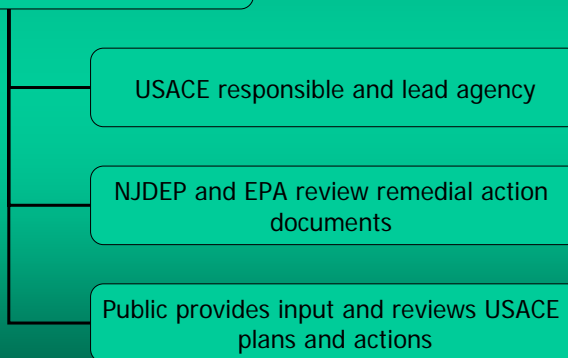 USACE responsible and lead agency
NJDEP and EPA review remedial action
documents
Public provides input and reviews USACE
plans and actions